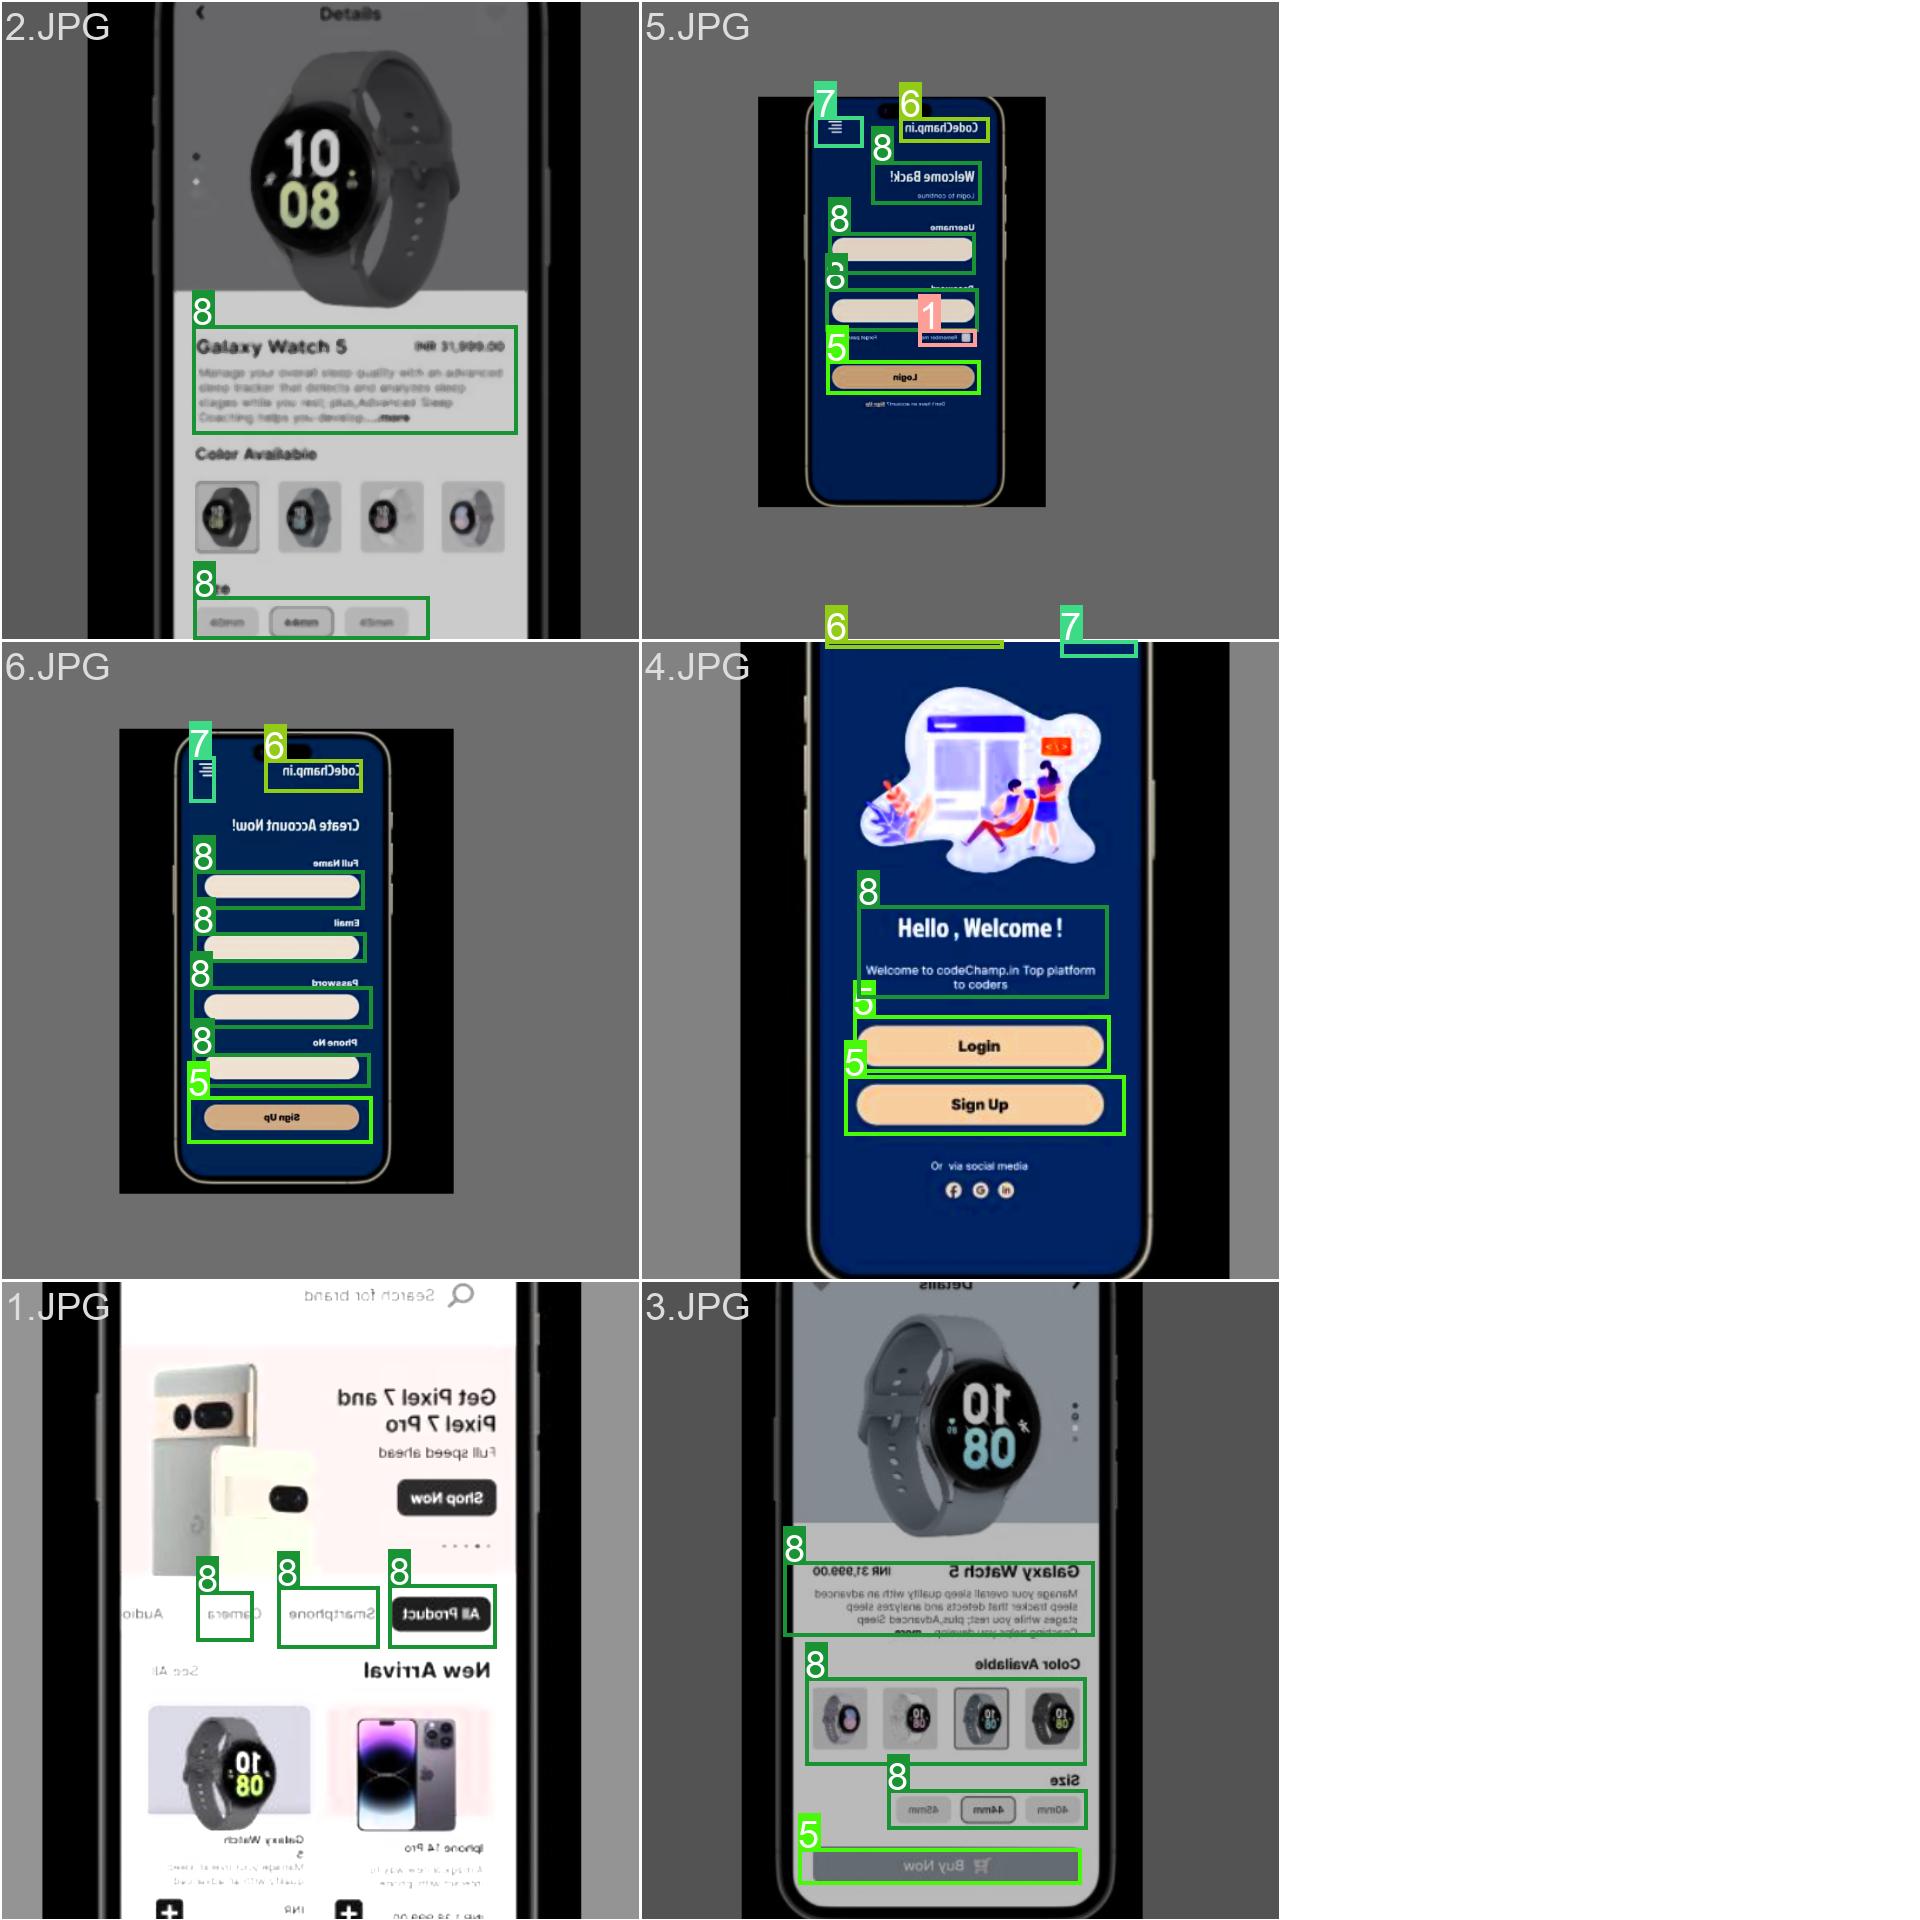 2.JPG
Details
10
08
8
Galaxy Watch 5
INR 31,999.00
Manage your overall sleep quality with an advanced
sleep tracker that detects and analyzes sleep
stages while you rest; plus,Advanced Sleep
Coaching helps you develop....more
Color Available
8
40mm
44mm
45mm
5.JPG
7
6
CodeChamp.in
8
Welcome Back!
Login to continue
8
Username
8
1
Remember me
5
Login
Don't have an account? Sign Up
6.JPG
7
6
CodeChamp.in
Create Account Now!
8
Full Name
8
Email
8
Password
8
Phone No
5
Sign Up
6
7
4.JPG
</>
8
Hello , Welcome !
Welcome to codeChamp.in Top platform
to coders
5
Login
5
Sign Up
Or via social media
1.JPG
Search for brand
Get Pixel 7 and
Pixel 7 Pro
Full speed ahead
Shop Now
8
8
8
All Product
Smartphone
Camera
New Arrival
See All
10
08
Iphone 14 Pro
Galaxy Watch
5
INR
3.JPG
Details
10
08
8
Galaxy Watch 5
INR 31,999.00
Manage your overall sleep quality with an advanced
sleep tracker that detects and analyzes sleep
stages while you rest; plus,Advanced Sleep
Coaching helps you develop....more
8
Color Available
8
Size
40mm
44mm
45mm
5
Buy Now